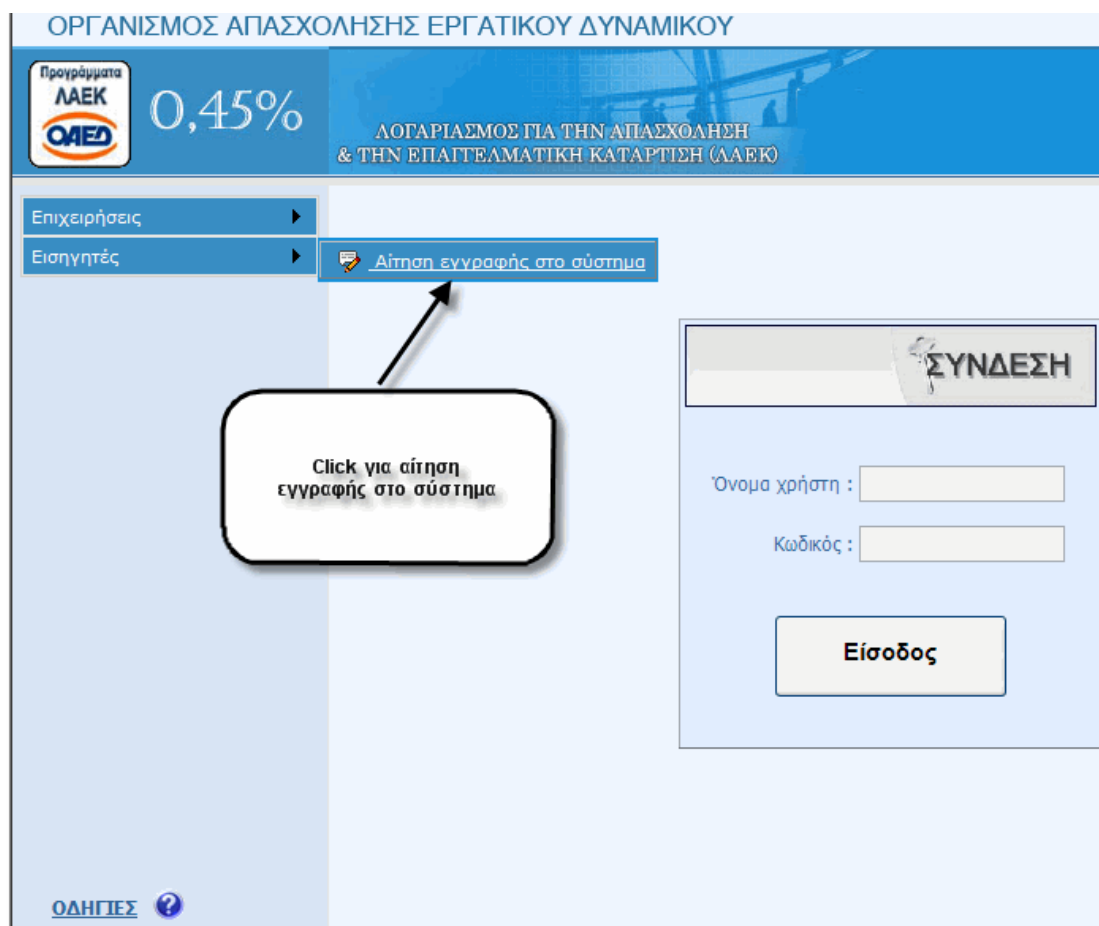 ΟΡΓΑΝΙΣΜΟΣ ΑΠΑΣΧΟΛΗΣΗΣ ΕΡΓΑΤΙΚΟΥ ΔΥΝΑΜΙΚΟΥ
Προγράμματα
ΛΑΕΚ
ΟΑΕΔ
0,45%
ΛΟΓΑΡΙΑΣΜΟΣ ΓΙΑ ΤΗΝ ΑΠΑΣΧΟΛΗΣΗ
& ΤΗΝ ΕΠΑΓΓΕΛΜΑΤΙΚΗ ΚΑΤΑΡΤΙΣΗ (ΛΑΕΚ)
Επιχειρήσεις
Εισηγητές
Αίτηση εγγραφής στο σύστημα
ΣΥΝΔΕΣΗ
Click για αίτηση
εγγραφής στο σύστημα
Όνομα χρήστη :
Κωδικός :
Είσοδος
ΟΔΗΓΙΕΣ ?